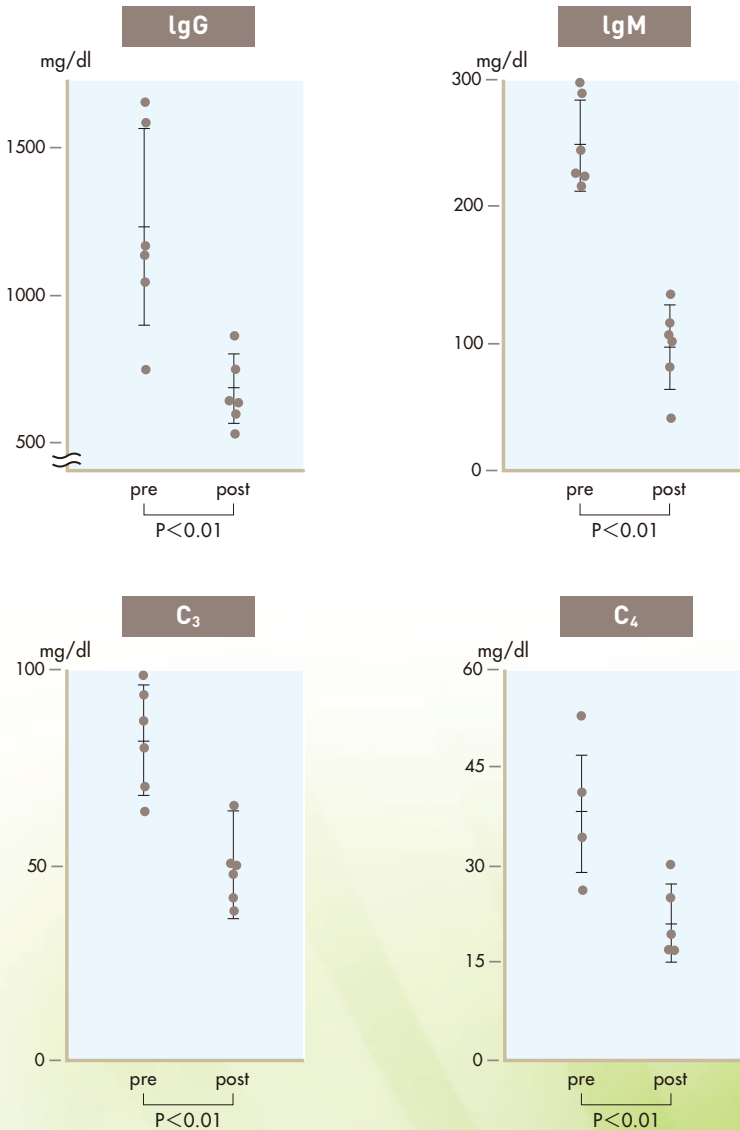 IgG
mg/dl
1500
1000
500
pre post
P<0.01
IgM
mg/dl
300
200
100
0
pre post
P<0.01
C₃
mg/dl
100
50
0
pre post
P<0.01
C₄
mg/dl
60
45
30
15
0
pre post
P<0.01